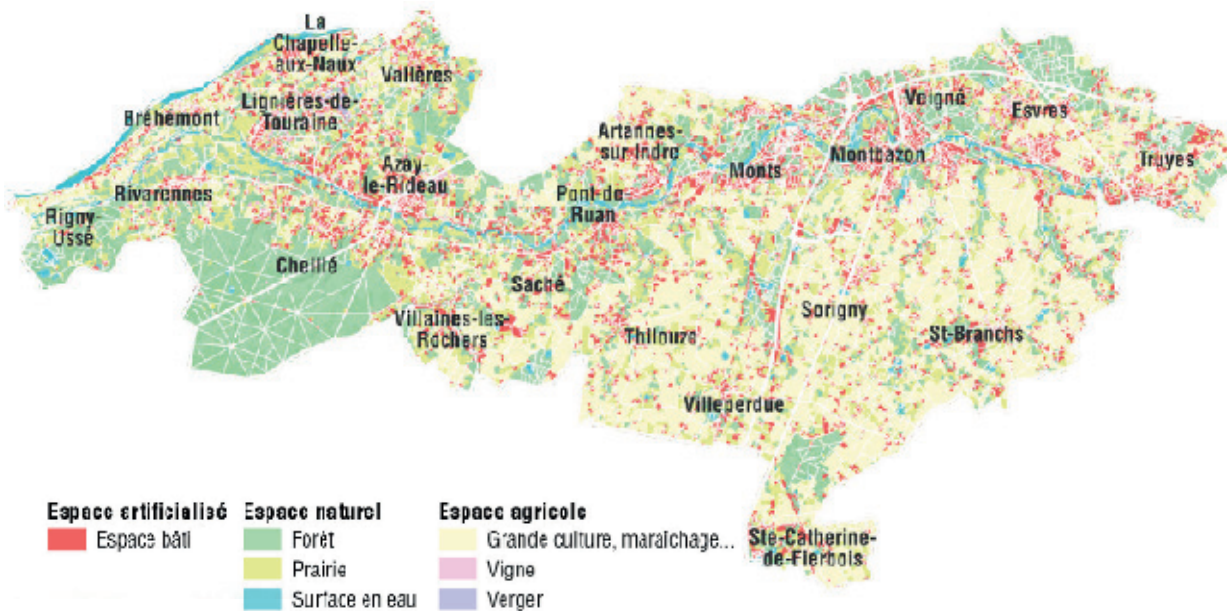 La
Chapelle-
aux-Naux
Vallères
Lignières-de-
Touraine
Bréhémont
Azay-
le-Rideau
Rivarennes
Rigny-
Ussé
Cheillé
Villaines-les-
Rochers
Saché
Pont-de-
Ruan
Artannes-
sur-Indre
Monts
Montbazon
Veigné
Esvres
Truyes
Sorigny
Thilouze
St-Branchs
Villeperdue
Ste-Catherine-
de-Fierbois
Espace artificialisé
Espace bâti
Espace naturel
Forêt
Prairie
Surface en eau
Espace agricole
Grande culture, maraîchage...
Vigne
Verger